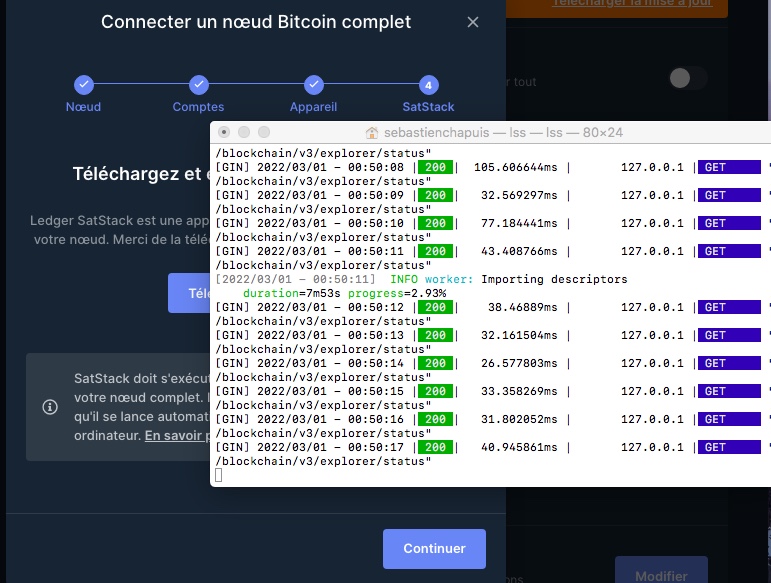 Connecter un nœud Bitcoin complet
Télécharger la mise à jour
Nœud
Comptes
Appareil
4
SatStack
r tout
sebastienchapuis — lss — lss — 80×24
Téléchargez et e
Ledger SatStack est une app
votre nœud. Merci de la télé
Télé
SatStack doit s'exécut
votre nœud complet. I
qu'il se lance automat
ordinateur. En savoir p
/blockchain/v3/explorer/status"
[GIN] 2022/03/01 – 00:50:08 | 200 | 105.606644ms | 127.0.0.1 | GET "
/blockchain/v3/explorer/status"
[GIN] 2022/03/01 – 00:50:09 | 200 | 32.569297ms | 127.0.0.1 | GET "
/blockchain/v3/explorer/status"
[GIN] 2022/03/01 – 00:50:10 | 200 | 77.184441ms | 127.0.0.1 | GET "
/blockchain/v3/explorer/status"
[GIN] 2022/03/01 – 00:50:11 | 200 | 43.408766ms | 127.0.0.1 | GET "
/blockchain/v3/explorer/status"
[2022/03/01 – 00:50:11] INFO worker: Importing descriptors
duration=7m53s progress=2.93%
[GIN] 2022/03/01 – 00:50:12 | 200 | 38.46889ms | 127.0.0.1 | GET "
/blockchain/v3/explorer/status"
[GIN] 2022/03/01 – 00:50:13 | 200 | 32.161504ms | 127.0.0.1 | GET "
/blockchain/v3/explorer/status"
[GIN] 2022/03/01 – 00:50:14 | 200 | 26.577803ms | 127.0.0.1 | GET "
/blockchain/v3/explorer/status"
[GIN] 2022/03/01 – 00:50:15 | 200 | 33.358269ms | 127.0.0.1 | GET "
/blockchain/v3/explorer/status"
[GIN] 2022/03/01 – 00:50:16 | 200 | 31.802052ms | 127.0.0.1 | GET "
/blockchain/v3/explorer/status"
[GIN] 2022/03/01 – 00:50:17 | 200 | 40.945861ms | 127.0.0.1 | GET "
/blockchain/v3/explorer/status"
Continuer
ons
Modifier